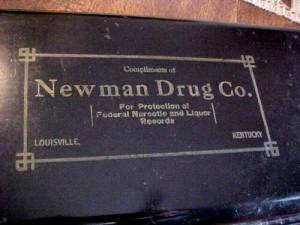 Compliments of
Newman Drug Co.
For Protection of
Federal Narcotic and Liquor
Records
LOUISVILLE, KENTUCKY